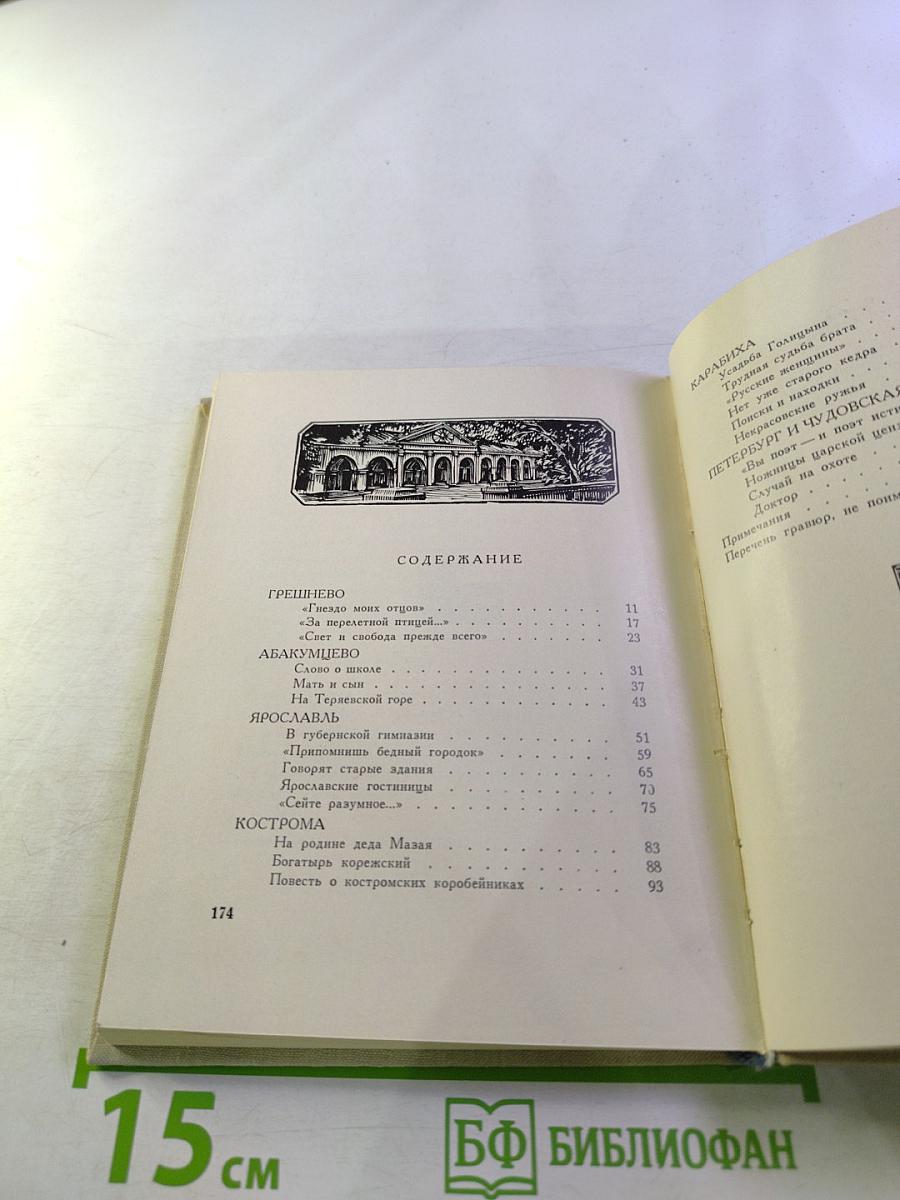 СОДЕРЖАНИЕ
ГРЕШНЕВО
«Гнездо моих отцов» . . . . . . . . . . . 11
«За перелетной птицей...» . . . . . . . . . . 17
«Свет и свобода прежде всего» . . . . . . . 23
АБАКУМЦЕВО
Слово о школе . . . . . . . . . . . . . . 31
Мать и сын . . . . . . . . . . . . . . . 37
На Теряевской горе . . . . . . . . . . . . 43
ЯРОСЛАВЛЬ
В губернской гимназии . . . . . . . . . . 51
«Припомнишь бедный городок» . . . . . . . 59
Говорят старые здания . . . . . . . . . . 65
Ярославские гостиницы . . . . . . . . . . 70
«Сейте разумное...» . . . . . . . . . . . 75
КОСТРОМА
На родине деда Мазая . . . . . . . . . . 83
Богатырь корежский . . . . . . . . . . . 88
Повесть о костромских коробейниках . . . . . 93
174
КАРАБИХА
Усадьба Голицына . . .
Трудная судьба брата . .
«Русские женщины» . . .
Нет уже старого кедра .
Поиски и находки . . .
Некрасовские ружья . .
ПЕТЕРБУРГ И ЧУДОВСКАЯ
«Вы поэт — и поэт
Ножницы царской
Случай на охоте . .
Доктор . . . . .
Примечания . . . . .
Перечень гравюр, не
15 см
БФ БИБЛИОФАН